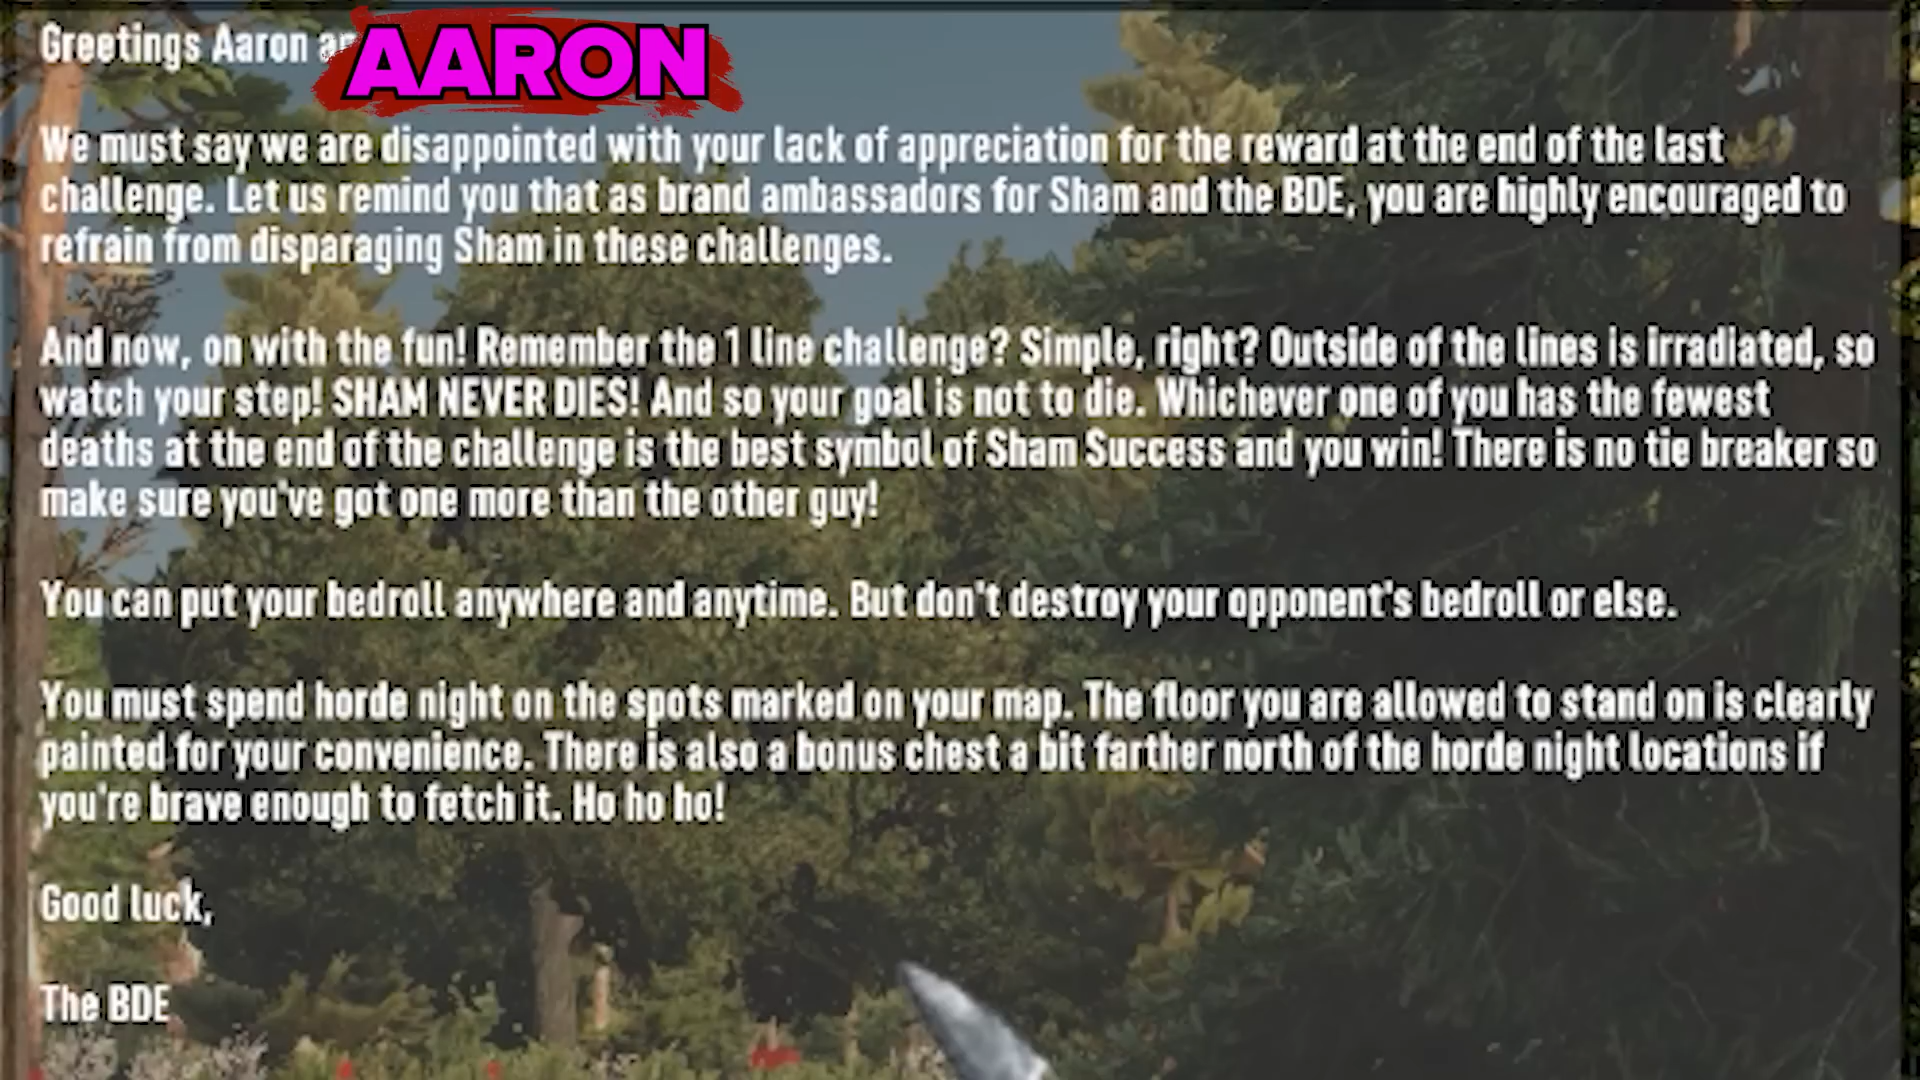 Greetings Aaron
AARON
We must say we are disappointed with your lack of appreciation for the reward at the end of the last
challenge. Let us remind you that as brand ambassadors for Sham and the BDE, you are highly encouraged to
refrain from disparaging Sham in these challenges.
And now, on with the fun! Remember the 1 line challenge? Simple, right? Outside of the lines is irradiated, so
watch your step! SHAM NEVER DIES! And so your goal is not to die. Whichever one of you has the fewest
deaths at the end of the challenge is the best symbol of Sham Success and you win! There is no tie breaker so
make sure you've got one more than the other guy!
You can put your bedroll anywhere and anytime. But don't destroy your opponent's bedroll or else.
You must spend horde night on the spots marked on your map. The floor you are allowed to stand on is clearly
painted for your convenience. There is also a bonus chest a bit farther north of the horde night locations if
you're brave enough to fetch it. Ho ho ho!
Good luck,
The BDE